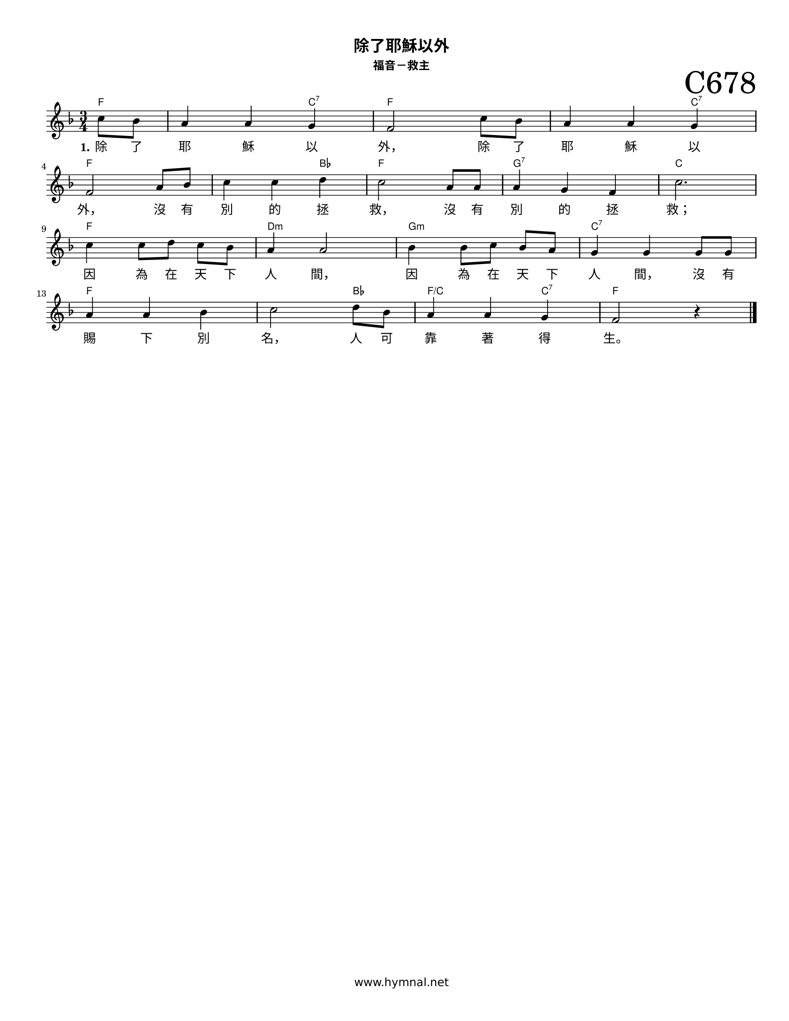 除了耶穌以外
福音－救主
C678
F C7 F C7
3 4
1. 除 了 耶 穌 以 外， 除 了 耶 穌 以
4
F B♭ F G7 C
外， 沒 有 別 的 拯 救， 沒 有 別 的 拯 救；
9
F Dm Gm C7
因 為 在 天 下 人 間， 因 為 在 天 下 人 間， 沒 有
13
F B♭ F/C C7 F
賜 下 別 名， 人 可 靠 著 得 生。
www.hymnal.net